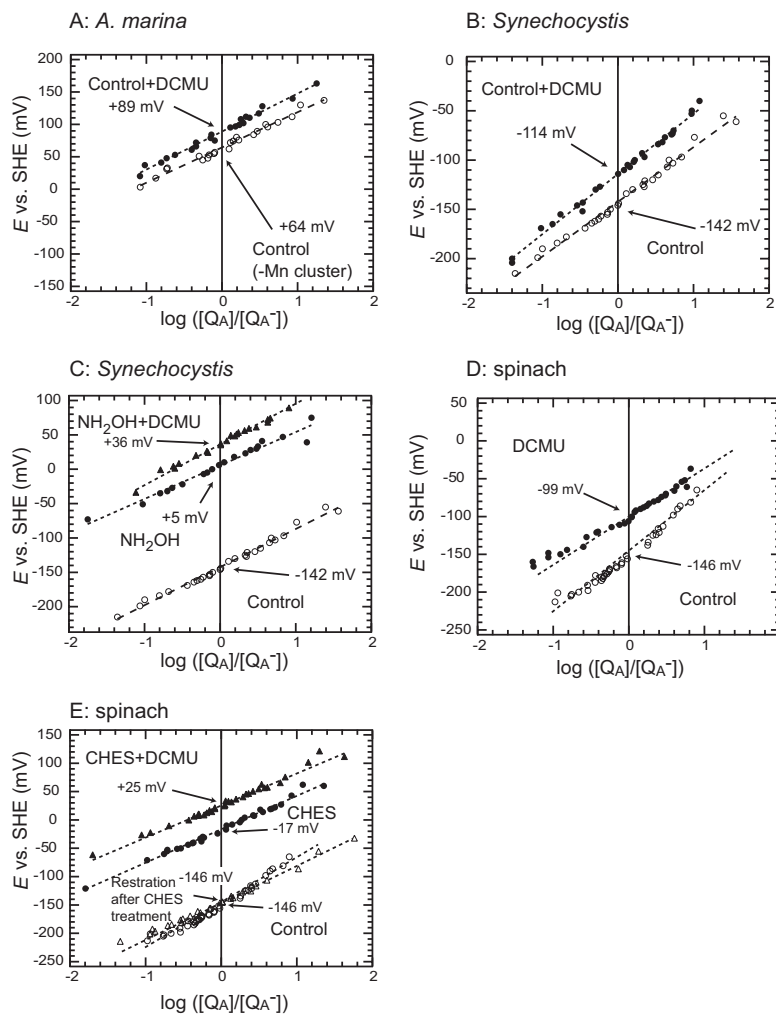 A: A. marina
E vs. SHE (mV)
200
150
100
50
0
-50
100
150
Control+DCMU
+89 mV
+64 mV
Control
(-Mn cluster)
-2
-1
0
1
2
log ([QA]/[QA-])
B: Synechocystis
E vs. SHE (mV)
0
-50
-100
-150
-200
Control+DCMU
-114 mV
-142 mV
Control
-2
-1
0
1
2
log ([QA]/[QA-])
C: Synechocystis
E vs. SHE (mV)
100
50
0
-50
-100
-150
-200
NH2OH+DCMU
+36 mV
+5 mV
NH2OH
-142 mV
Control
-2
-1
0
1
2
log ([QA]/[QA-])
D: spinach
E vs. SHE (mV)
50
0
-50
-100
-150
-200
-250
DCMU
-99 mV
-146 mV
Control
-2
-1
0
1
log ([QA]/[QA-])
E: spinach
E vs. SHE (mV)
150
100
50
0
-50
-100
-150
-200
-250
CHES+DCMU
+25 mV
CHES
-17 mV
Restration
after CHES
treatment
-146 mV
-146 mV
Control
-2
-1
0
1
2
log ([QA]/[QA-])